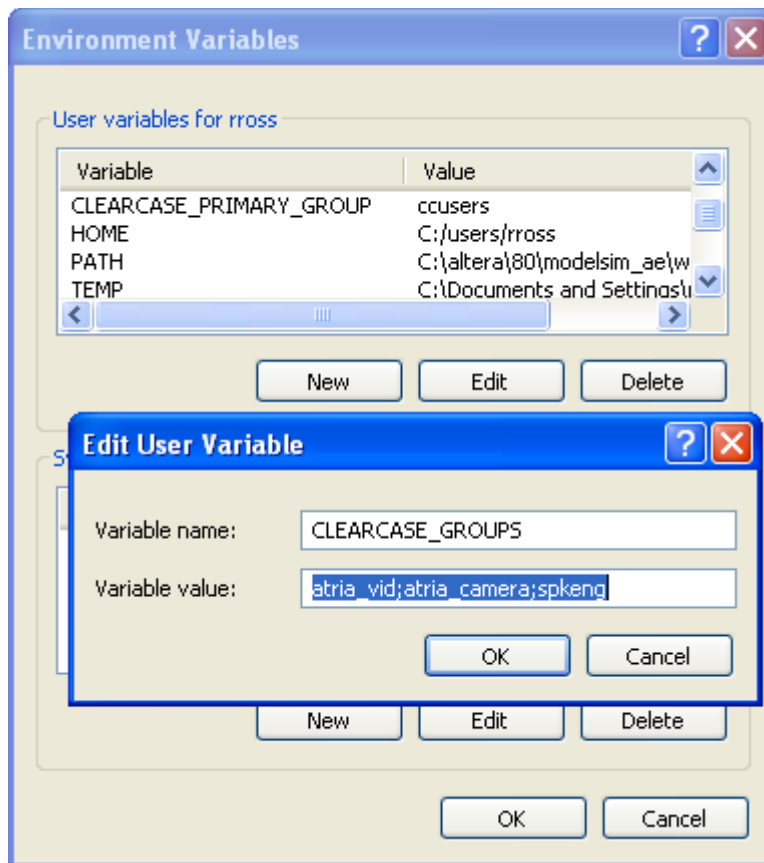 Environment Variables
User variables for rross
Variable Value
CLEARCASE_PRIMARY_GROUP ccusers
HOME C:/users/rross
PATH C:\altera\80\modelsim_ae\w
TEMP C:\Documents and Settings\
New Edit Delete
Edit User Variable
Variable name: CLEARCASE_GROUPS
Variable value: atria_vid;atria_camera;spkeng
OK Cancel
New Edit Delete
OK Cancel